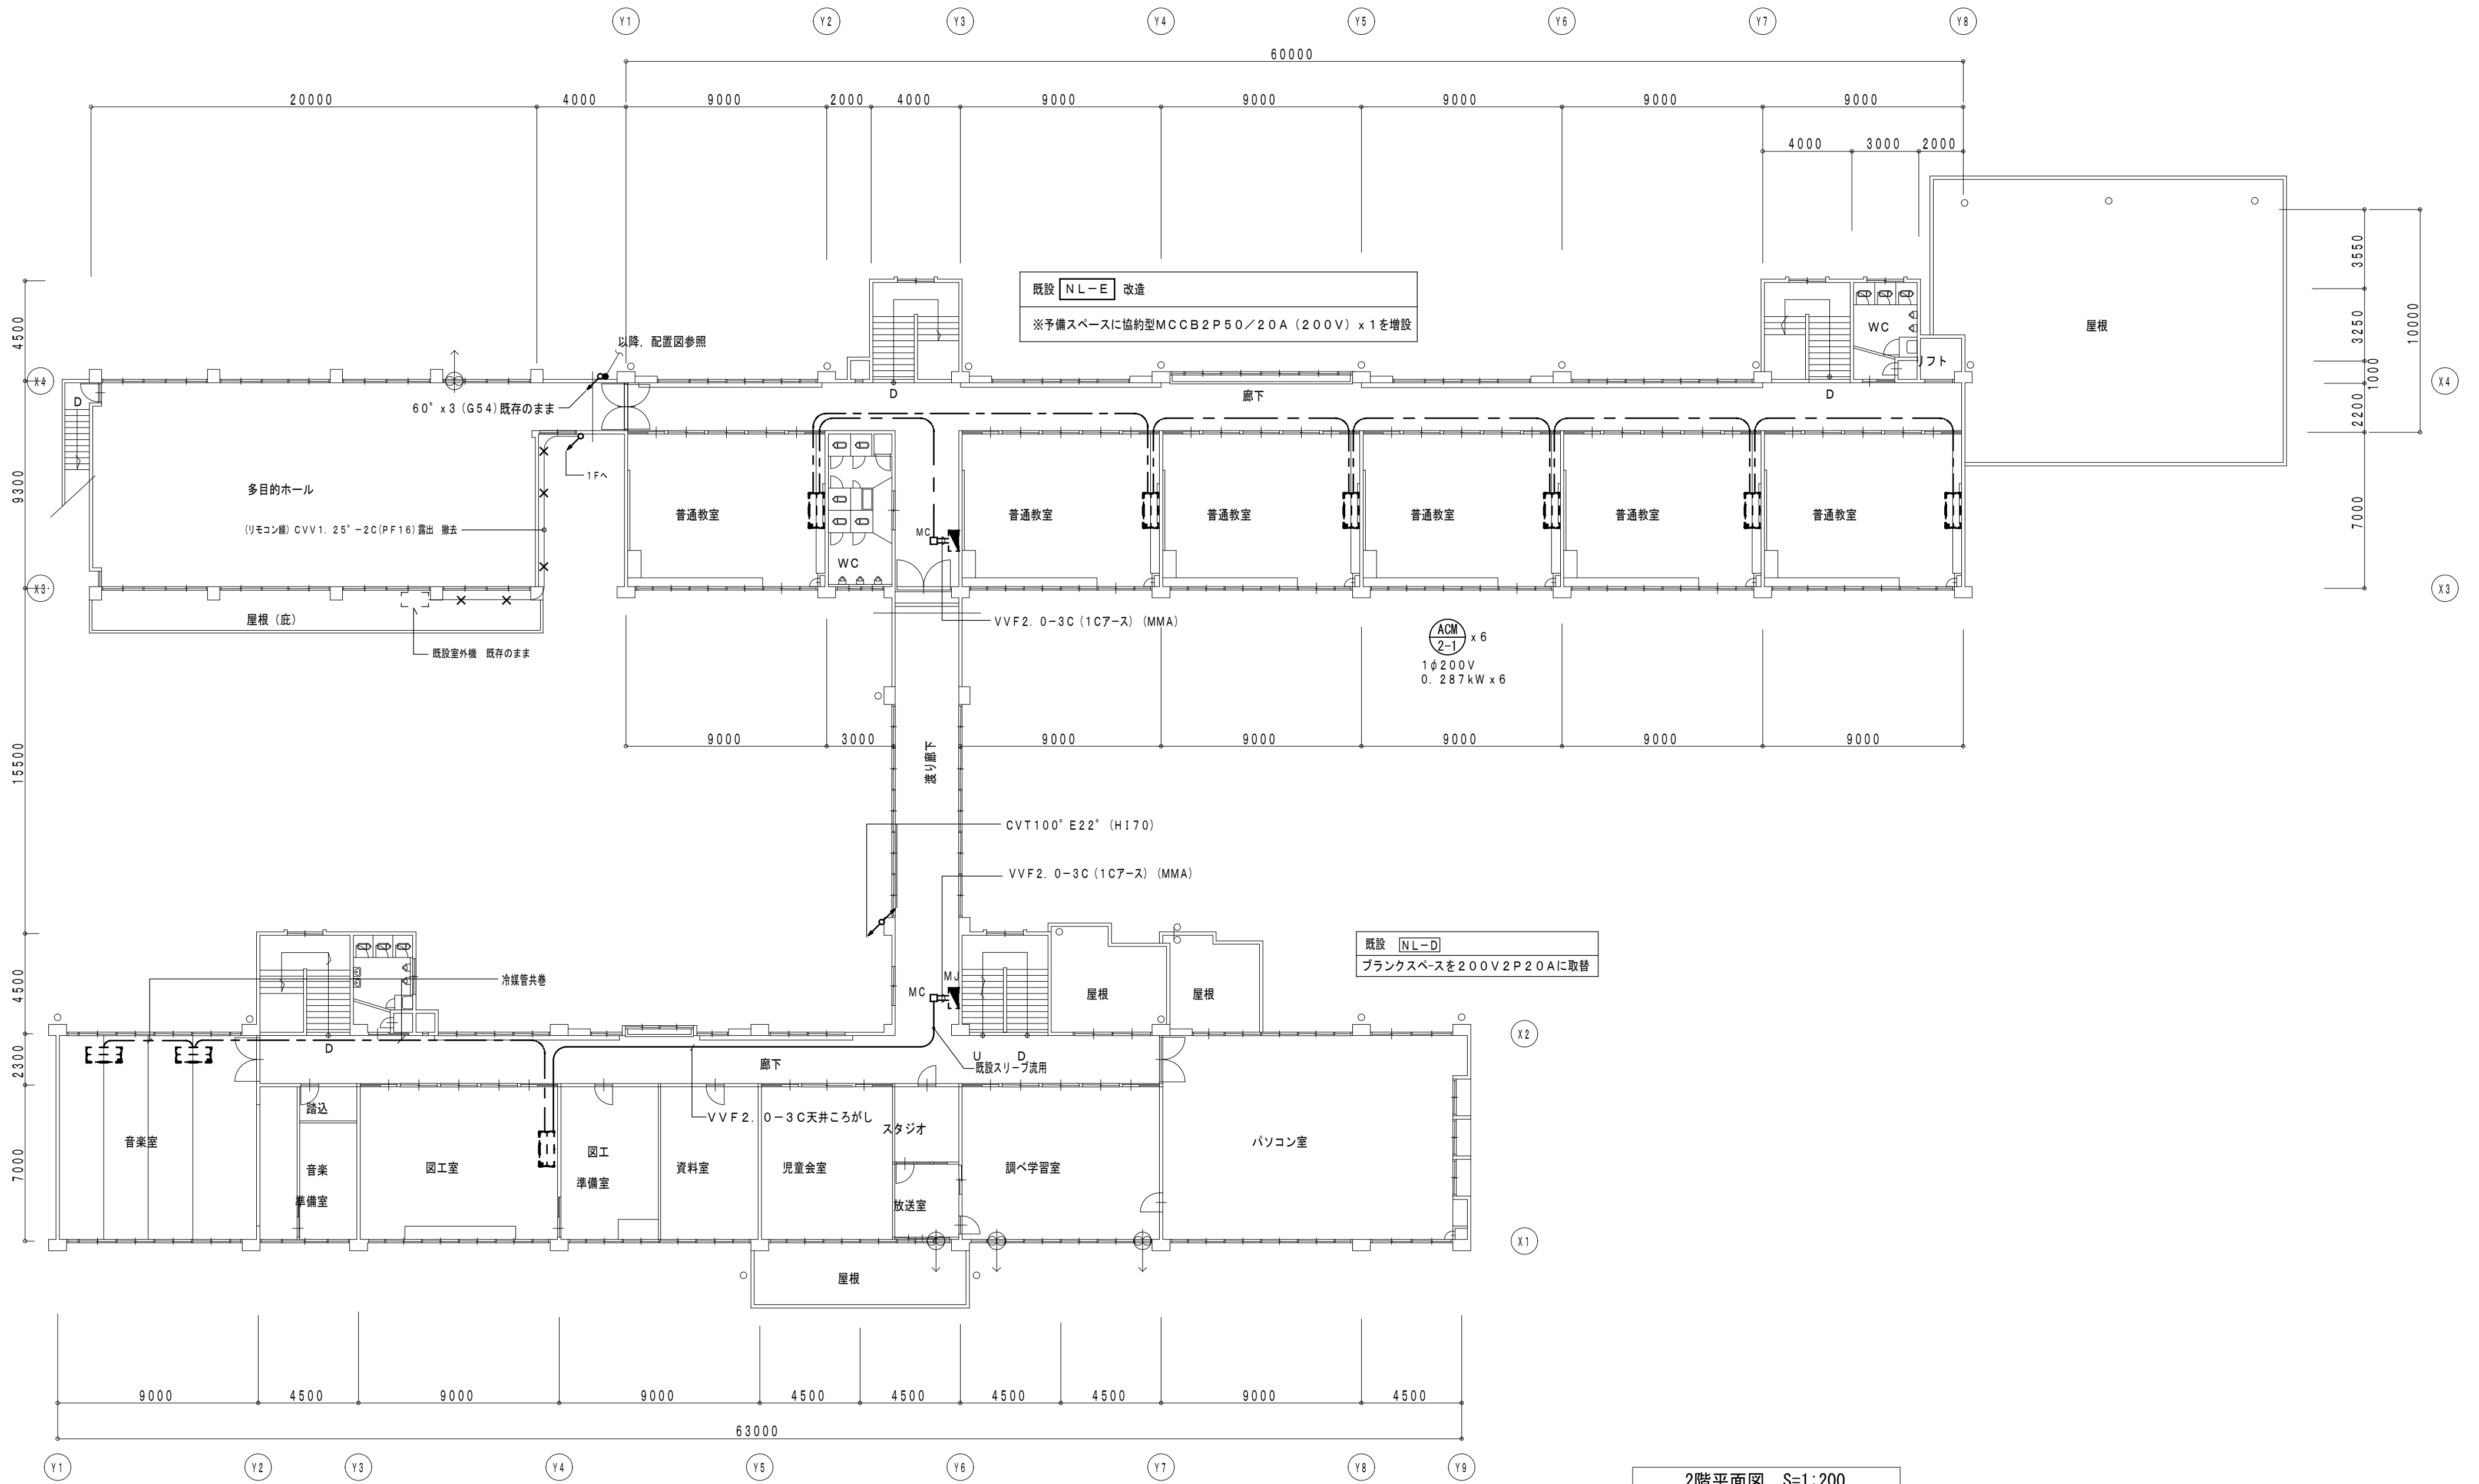 Y1 Y2 Y3 Y4 Y5 Y6 Y7 Y8
60000
20000 4000 9000 2000 4000 9000 9000 9000 9000 9000
4000 3000 2000
既設 NL-E 改造
※予備スペースに協約型MCCB2P50/20A(200V)x1を増設
3550
3250
10000
1000
2200
7000
4500
9300
15500
4500
2300
7000
屋根
WC
リフト
以降, 配置図参照
X4
X4
D
D
廊下
D
60°x3(G54)既存のまま
1Fへ
多目的ホール
(リモコン線)CVV1.25°-2C(PF16)露出 撤去
普通教室
普通教室
普通教室
普通教室
普通教室
普通教室
MC
WC
X3
X3
屋根(庇)
既設室外機 既存のまま
VVF2.0-3C(1Cアース)(MMA)
ACM
2-1
x6
1φ200V
0.287kWx6
9000 3000 9000 9000 9000 9000 9000
渡り廊下
CVT100°E22°(HI70)
VVF2.0-3C(1Cアース)(MMA)
既設 NL-D
ブランクスペースを200V2P20Aに取替
冷媒管共巻
MJ
MC
屋根
屋根
X2
D
廊下
U D
既設スリーブ流用
踏込
VVF2.0-3C天井ころがし
スタジオ
音楽室
音楽
準備室
図工室
図工
準備室
資料室
児童会室
調べ学習室
パソコン室
放送室
X1
屋根
9000 4500 9000 9000 4500 4500 4500 4500 9000 4500
63000
Y1 Y2 Y3 Y4 Y5 Y6 Y7 Y8 Y9
2階平面図 S=1:200